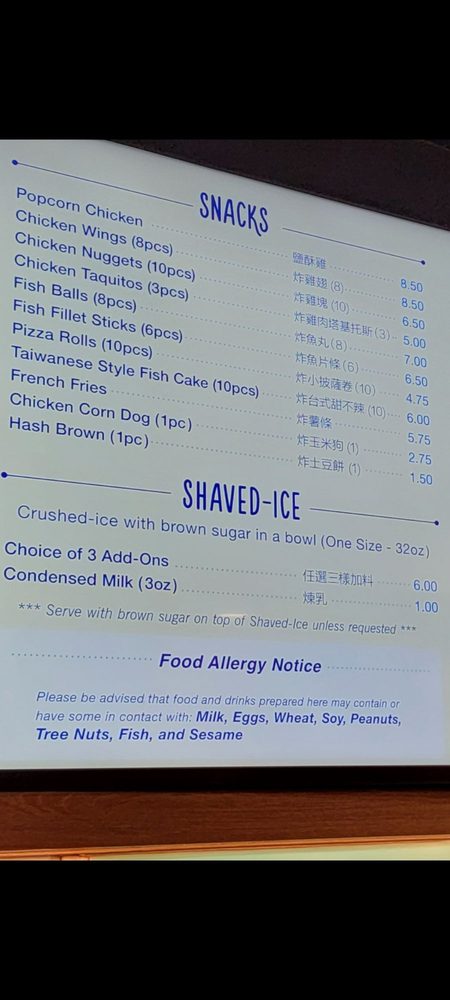 SNACKS
Popcorn Chicken 鹽酥雞 8.50
Chicken Wings (8pcs) 炸雞翅 (8) 8.50
Chicken Nuggets (10pcs) 炸雞塊 (10) 6.50
Chicken Taquitos (3pcs) 炸雞肉塔基托斯 (3) 5.00
Fish Balls (8pcs) 炸魚丸 (8) 7.00
Fish Fillet Sticks (6pcs) 炸魚片條 (6) 6.50
Pizza Rolls (10pcs) 炸小披薩卷 (10) 4.75
Taiwanese Style Fish Cake (10pcs) 炸台式甜不辣 (10) 6.00
French Fries 炸薯條 5.75
Chicken Corn Dog (1pc) 炸玉米狗 (1) 2.75
Hash Brown (1pc) 炸土豆餅 (1) 1.50
SHAVED-ICE
Crushed-ice with brown sugar in a bowl (One Size - 32oz)
Choice of 3 Add-Ons 任選三樣加料 6.00
Condensed Milk (3oz) 煉乳 1.00
*** Serve with brown sugar on top of Shaved-Ice unless requested ***
Food Allergy Notice
Please be advised that food and drinks prepared here may contain or
have some in contact with: Milk, Eggs, Wheat, Soy, Peanuts,
Tree Nuts, Fish, and Sesame